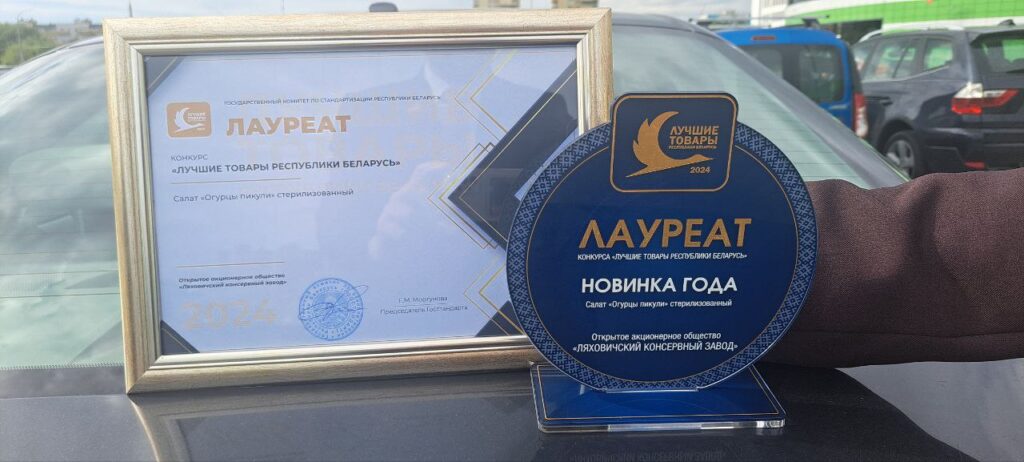 ГОСУДАРСТВЕННЫЙ КОМИТЕТ ПО СТАНДАРТИЗАЦИИ РЕСПУБЛИКИ БЕЛАРУСЬ
ЛУЧШИЕ
ТОВАРЫ
ЛАУРЕАТ
КОНКУРС
«ЛУЧШИЕ ТОВАРЫ РЕСПУБЛИКИ БЕЛАРУСЬ»
Салат «Огурцы пикули» стерилизованный
Открытое акционерное общество
«Ляховичский консервный завод»
2024
Е.М. Моргунова
Председатель Госстандарта
ЛУЧШИЕ
ТОВАРЫ
РЕСПУБЛИКИ БЕЛАРУСЬ
2024
ЛАУРЕАТ
КОНКУРСА «ЛУЧШИЕ ТОВАРЫ РЕСПУБЛИКИ БЕЛАРУСЬ»
НОВИНКА ГОДА
Салат «Огурцы пикули» стерилизованный
Открытое акционерное общество
«ЛЯХОВИЧСКИЙ КОНСЕРВНЫЙ ЗАВОД»